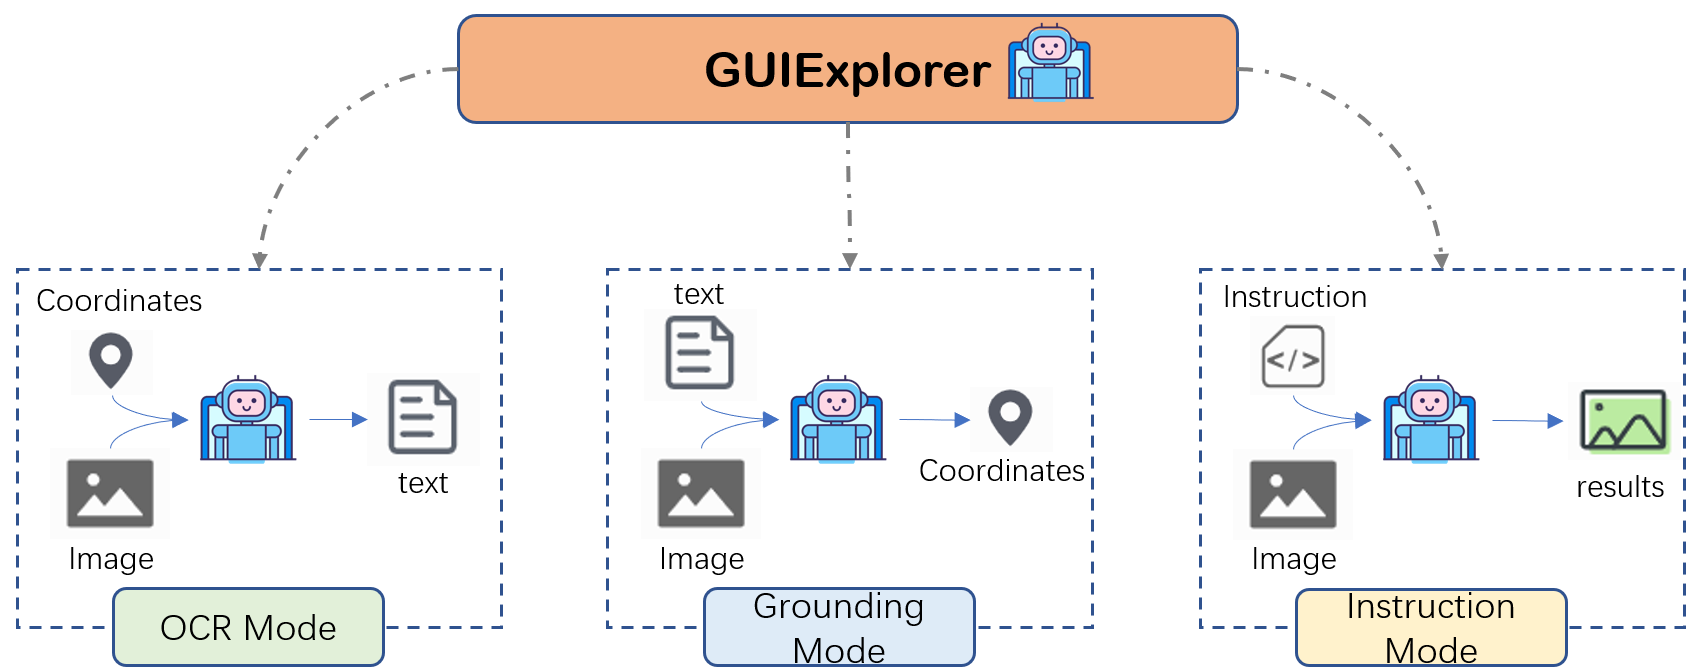 GUIExplorer
Coordinates
Image
text
OCR Mode
text
Image
Coordinates
Grounding
Mode
Instruction
</>
Image
results
Instruction
Mode